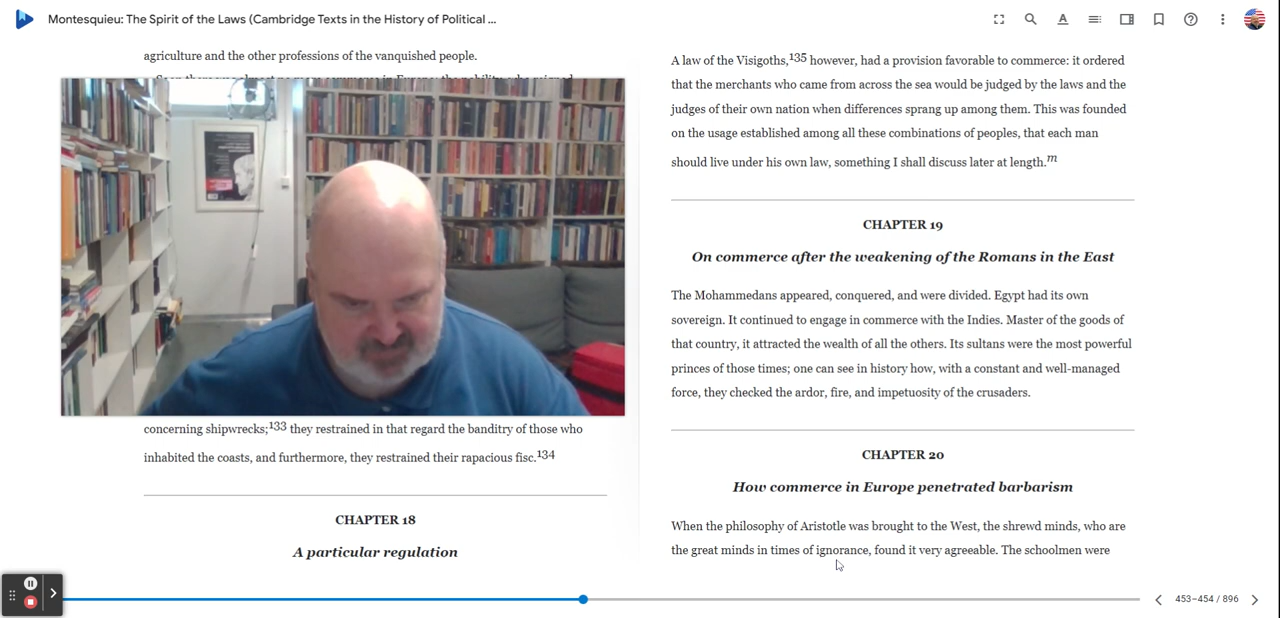 Montesquieu: The Spirit of the Laws (Cambridge Texts in the History of Political ...
agriculture and the other professions of the vanquished people.
concerning shipwrecks;133 they restrained in that regard the banditry of those who
inhabited the coasts, and furthermore, they restrained their rapacious fisc.134
CHAPTER 18
A particular regulation
A law of the Visigoths,135 however, had a provision favorable to commerce: it ordered
that the merchants who came from across the sea would be judged by the laws and the
judges of their own nation when differences sprang up among them. This was founded
on the usage established among all these combinations of peoples, that each man
should live under his own law, something I shall discuss later at length.m
CHAPTER 19
On commerce after the weakening of the Romans in the East
The Mohammedans appeared, conquered, and were divided. Egypt had its own
sovereign. It continued to engage in commerce with the Indies. Master of the goods of
that country, it attracted the wealth of all the others. Its sultans were the most powerful
princes of those times; one can see in history how, with a constant and well-managed
force, they checked the ardor, fire, and impetuosity of the crusaders.
CHAPTER 20
How commerce in Europe penetrated barbarism
When the philosophy of Aristotle was brought to the West, the shrewd minds, who are
the great minds in times of ignorance, found it very agreeable. The schoolmen were
453-454 / 896